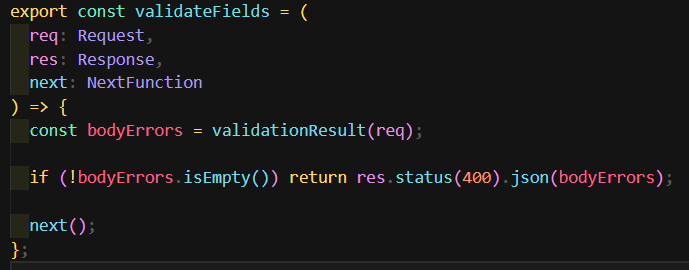 export const validateFields = (
  req: Request,
  res: Response,
  next: NextFunction
) => {
  const bodyErrors = validationResult(req);

  if (!bodyErrors.isEmpty()) return res.status(400).json(bodyErrors);

  next();
};